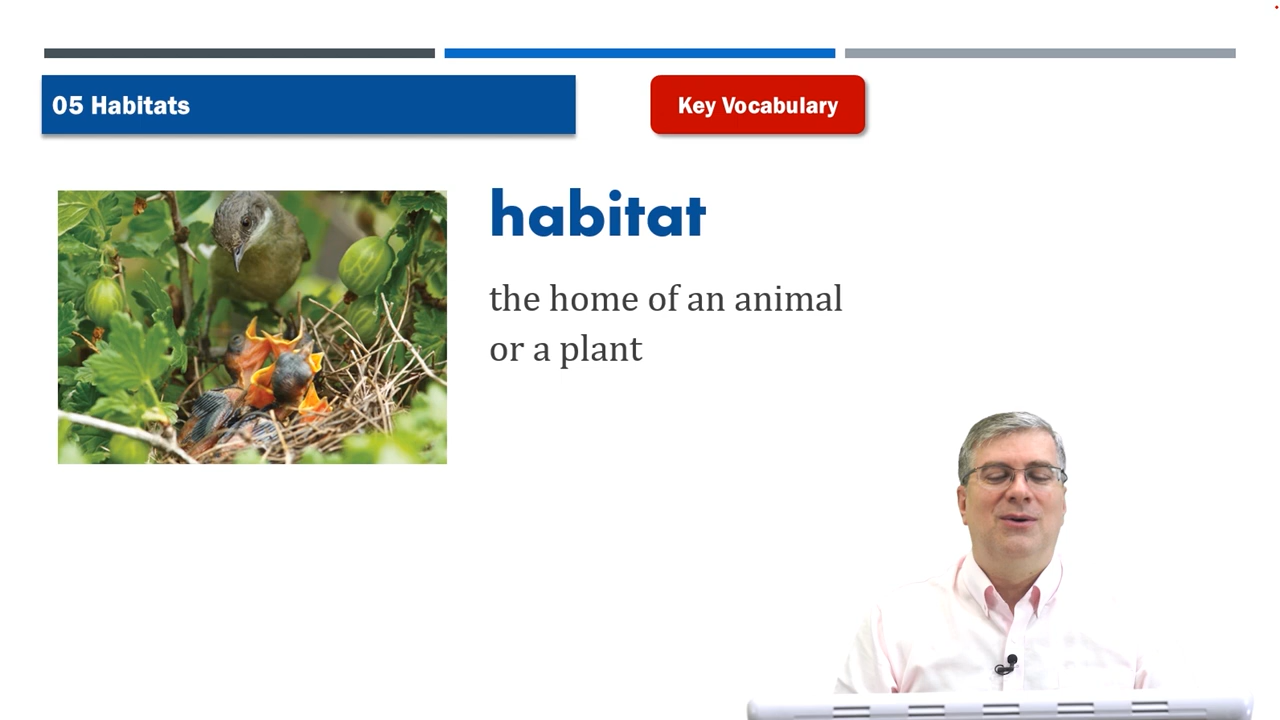 05 Habitats
Key Vocabulary
habitat
the home of an animal
or a plant